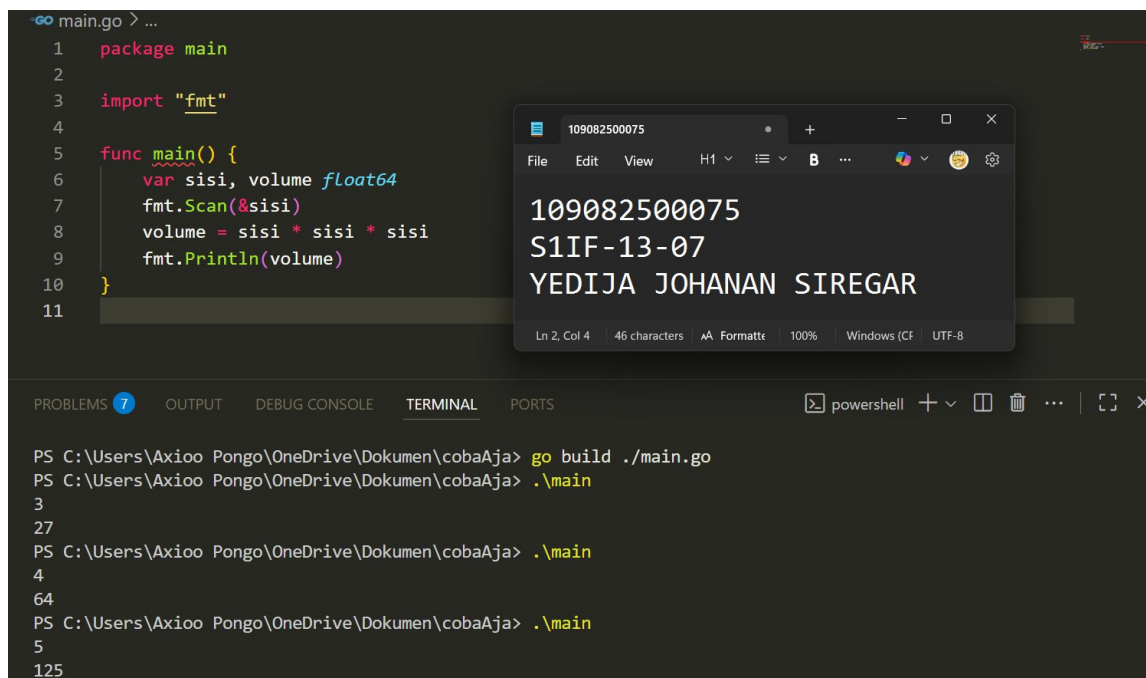 GO main.go > ...
1 package main
2
3 import "fmt"
4
5 func main() {
6 var sisi, volume float64
7 fmt.Scan(&sisi)
8 volume = sisi * sisi * sisi
9 fmt.Println(volume)
10 }
11
109082500075
File Edit View H1 B ...
109082500075
S1IF-13-07
YEDIJA JOHANAN SIREGAR
Ln 2, Col 4 46 characters Formatte 100% Windows (CF UTF-8
PROBLEMS 7 OUTPUT DEBUG CONSOLE TERMINAL PORTS powershell
PS C:\Users\Axioo Pongo\OneDrive\Dokumen\cobaAja> go build ./main.go
PS C:\Users\Axioo Pongo\OneDrive\Dokumen\cobaAja> .\main
3
27
PS C:\Users\Axioo Pongo\OneDrive\Dokumen\cobaAja> .\main
4
64
PS C:\Users\Axioo Pongo\OneDrive\Dokumen\cobaAja> .\main
5
125